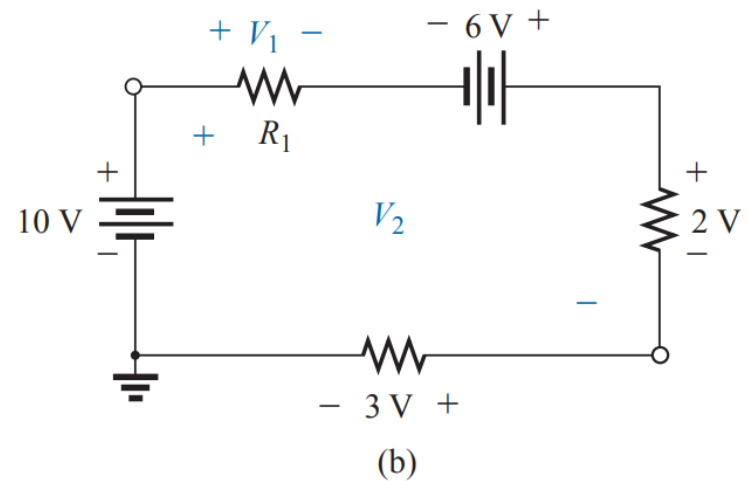 + V₁ − − 6 V +
+ R₁ +
+
10 V V₂ 2 V
− −
−
− 3 V +
(b)